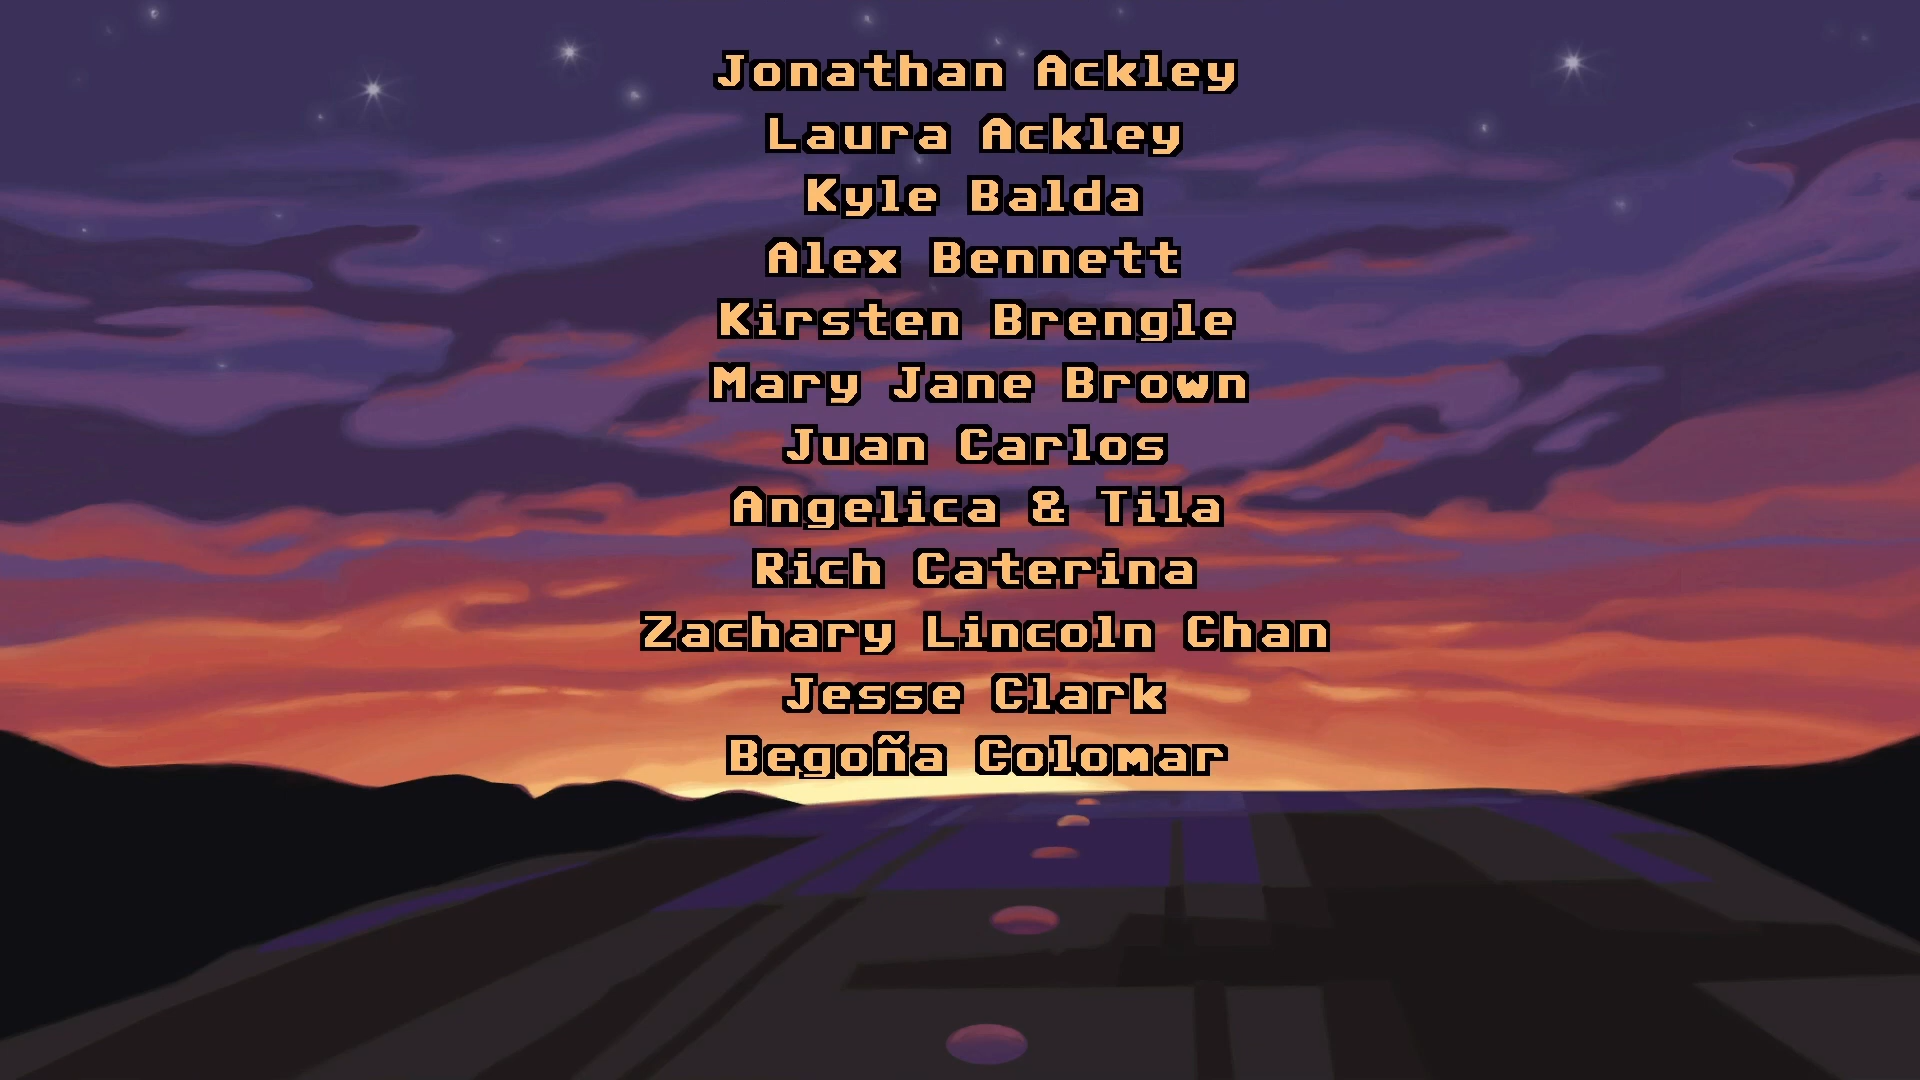 Jonathan Ackley
Laura Ackley
Kyle Balda
Alex Bennett
Kirsten Brengle
Mary Jane Brown
Juan Carlos
Angelica & Tila
Rich Caterina
Zachary Lincoln Chan
Jesse Clark
Begoña Colomar